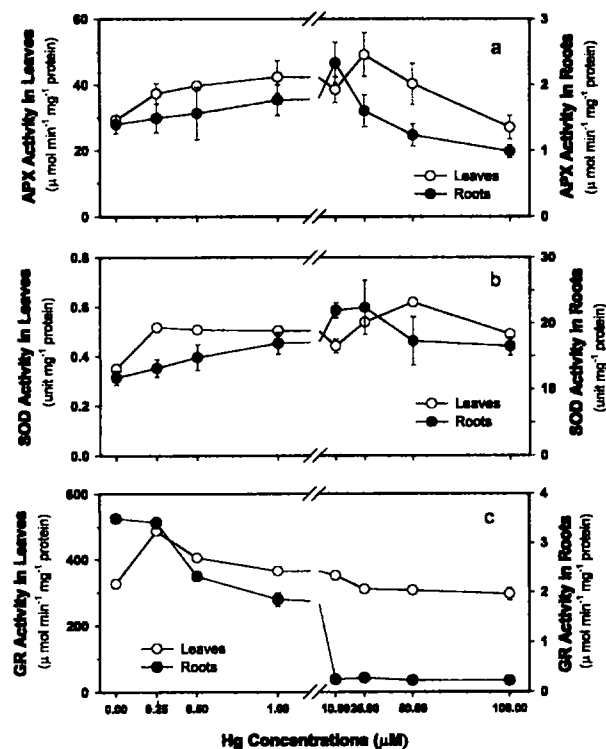 a
APX Activity in Leaves
(μ mol min⁻¹ mg⁻¹ protein)
60
40
20
0
3
2
1
0
APX Activity in Roots
(μ mol min⁻¹ mg⁻¹ protein)
Leaves
Roots
b
SOD Activity in Leaves
(unit mg⁻¹ protein)
0.8
0.6
0.4
0.2
0.0
30
20
10
0
SOD Activity in Roots
(unit mg⁻¹ protein)
Leaves
Roots
c
GR Activity in Leaves
(μ mol min⁻¹ mg⁻¹ protein)
600
400
200
0
4
3
2
1
0
GR Activity in Roots
(μ mol min⁻¹ mg⁻¹ protein)
Leaves
Roots
0.00 0.25 0.50 1.00 10.00 100.00
Hg Concentrations (μM)